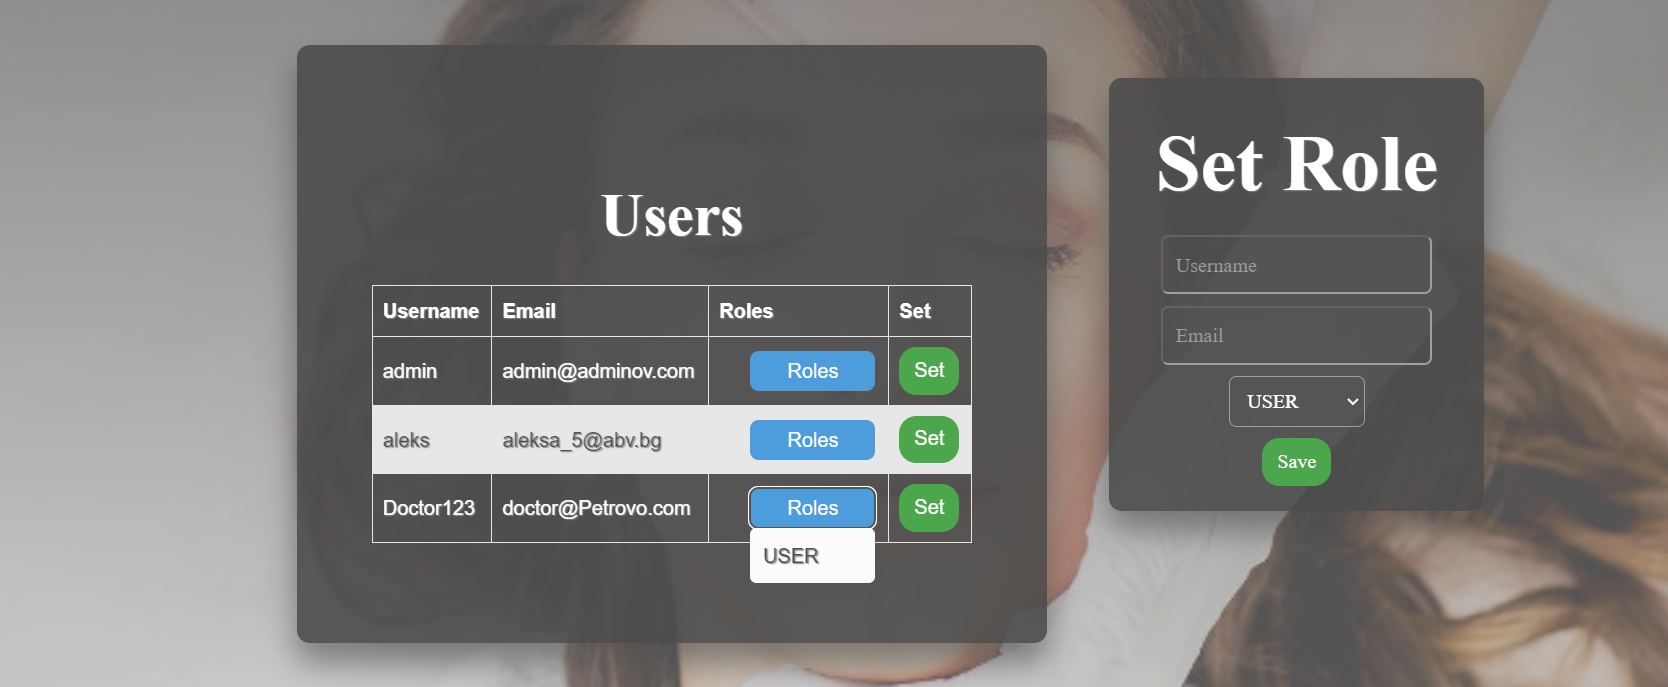 Users
Username Email Roles Set
admin admin@adminov.com Roles Set
aleks aleksa_5@abv.bg Roles Set
Doctor123 doctor@Petrovo.com Roles Set
USER
Set Role
Username
Email
USER
Save